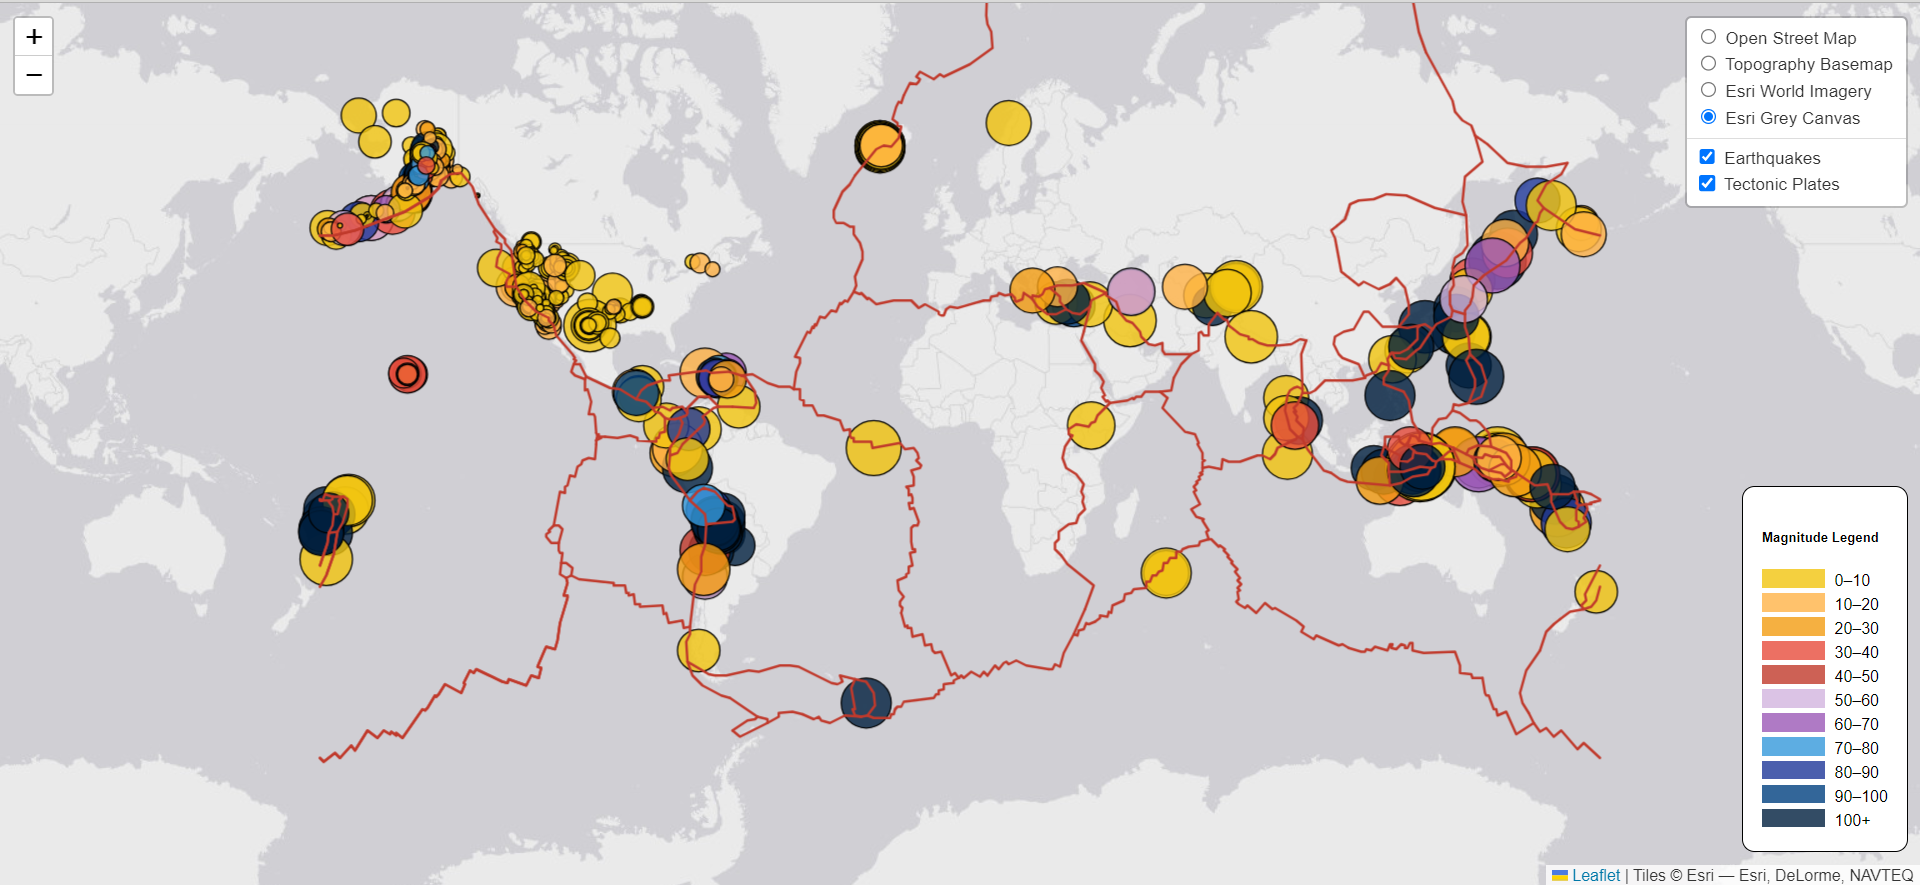 +
−
Open Street Map
Topography Basemap
Esri World Imagery
Esri Grey Canvas
Earthquakes
Tectonic Plates
Magnitude Legend
0–10
10–20
20–30
30–40
40–50
50–60
60–70
70–80
80–90
90–100
100+
Leaflet | Tiles © Esri — Esri, DeLorme, NAVTEQ